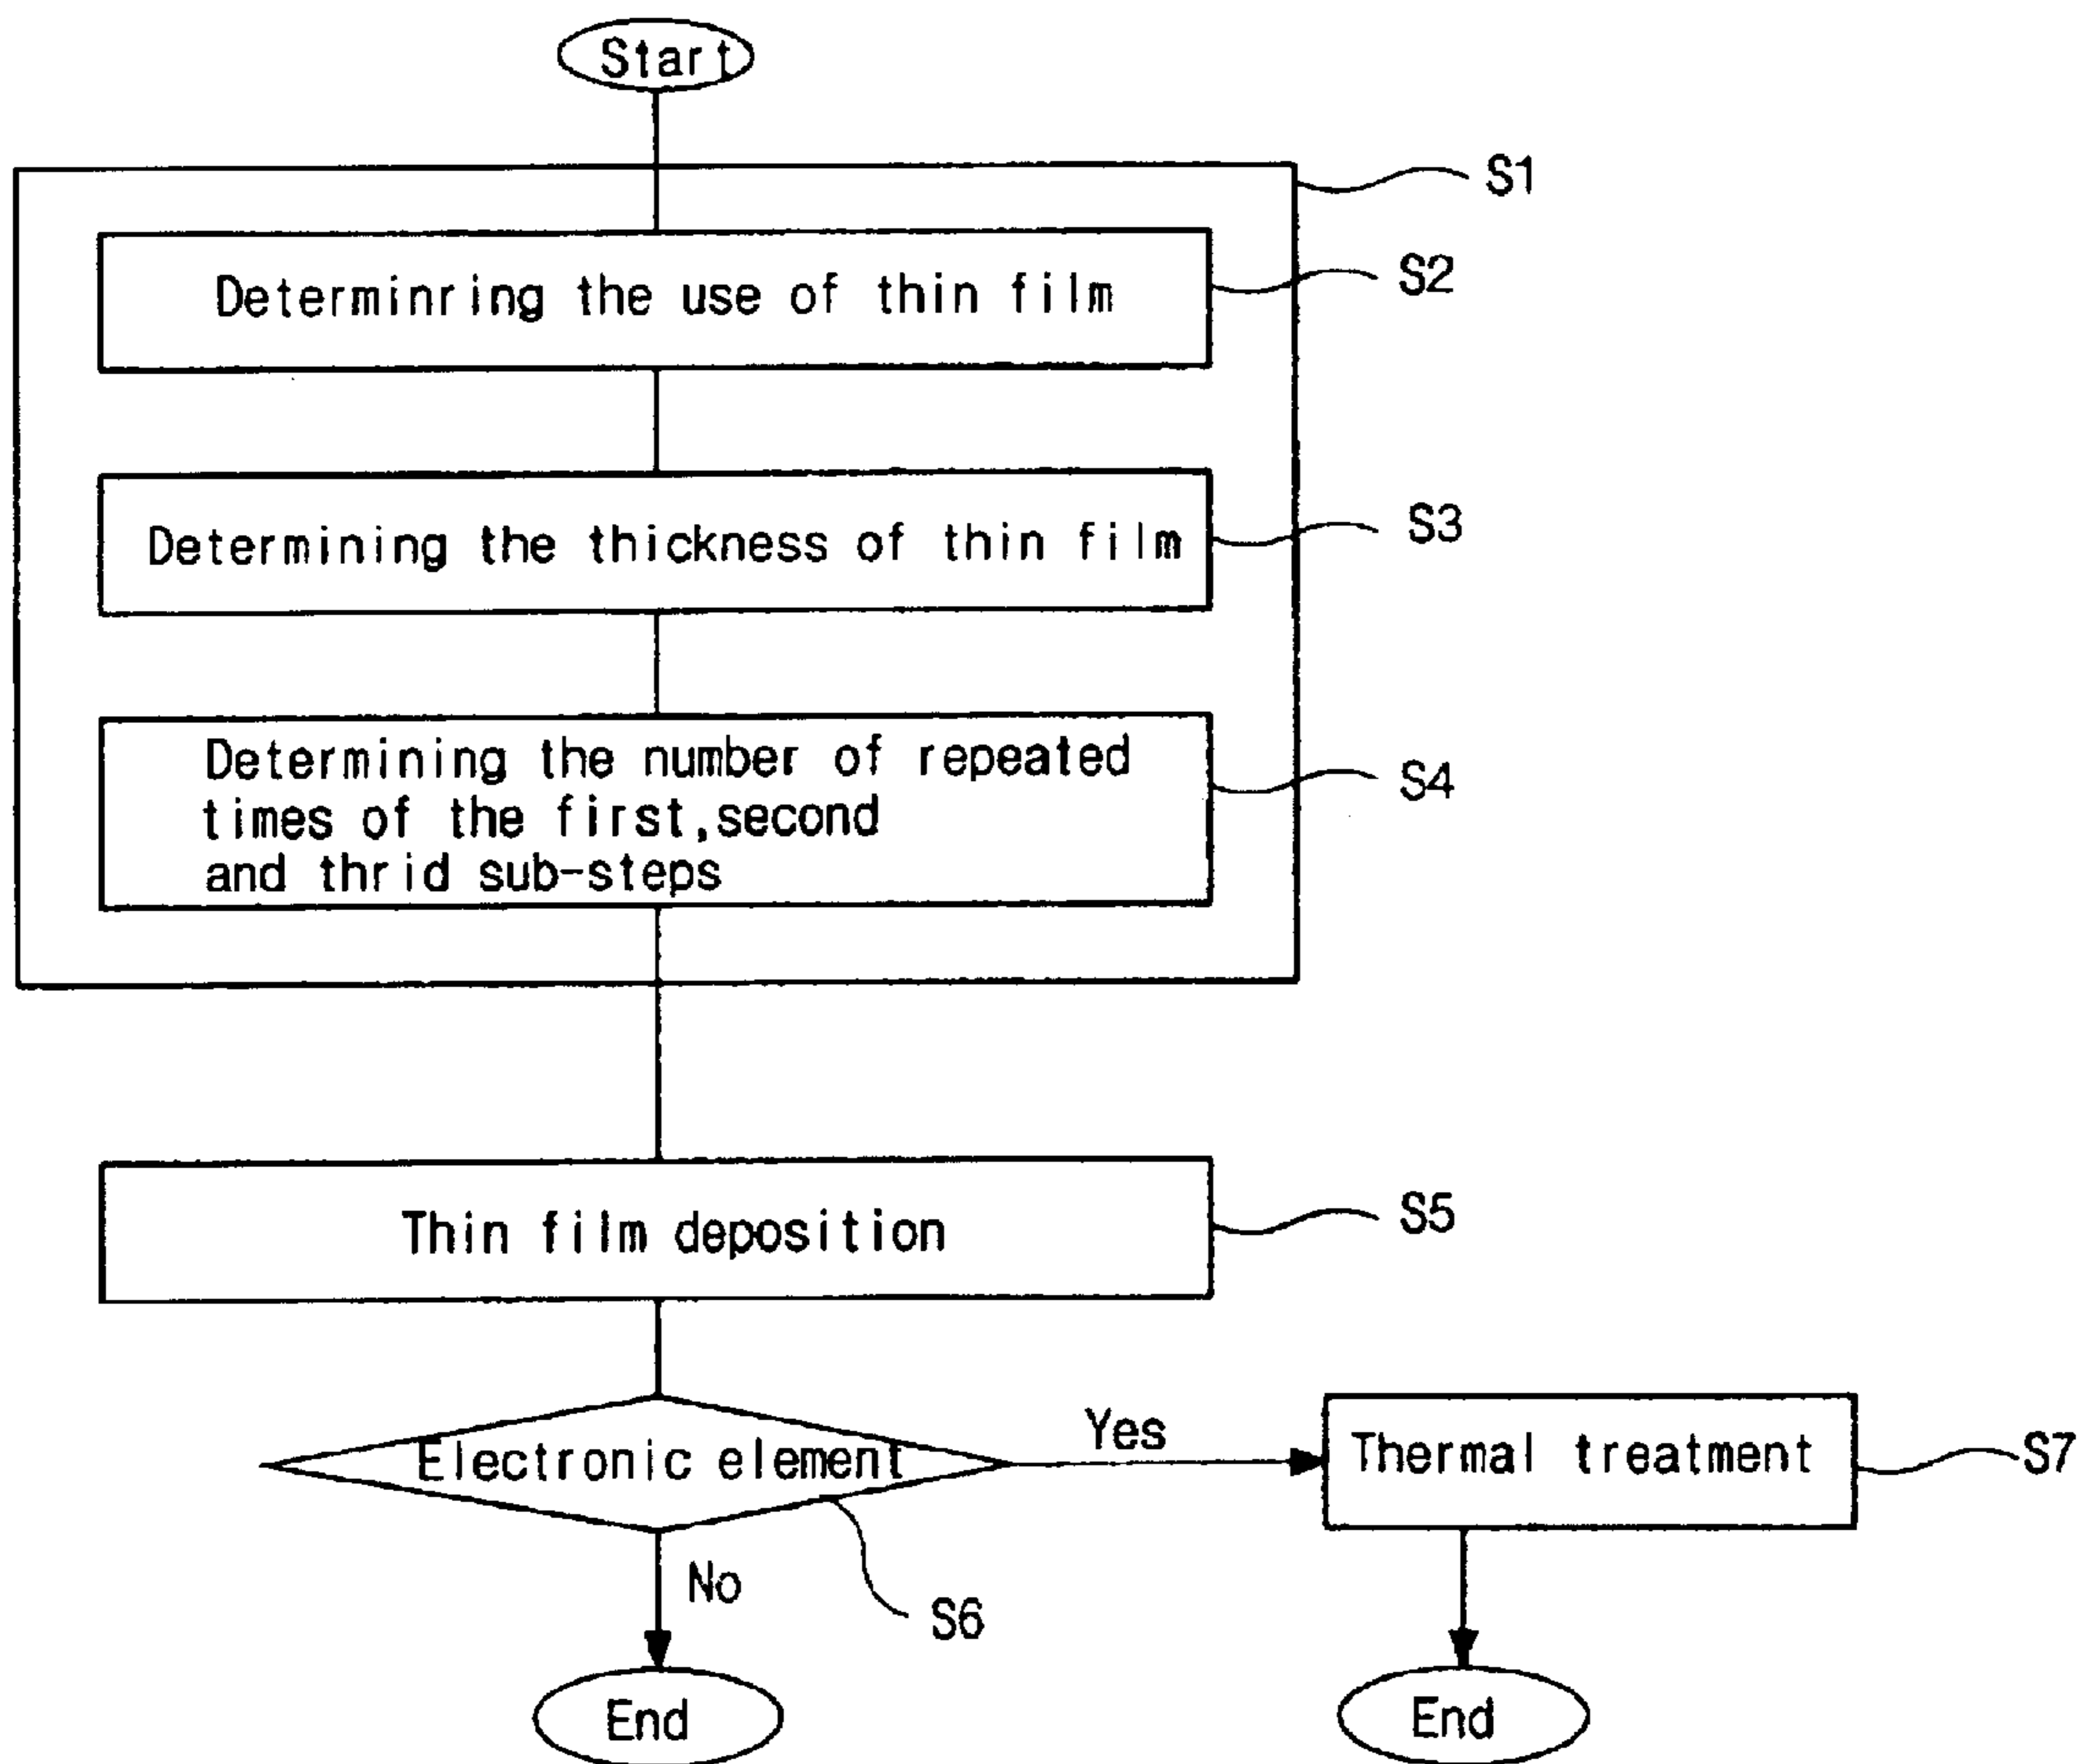 Start
S1
Determinring the use of thin film
S2
Determining the thickness of thin film
S3
Determining the number of repeated
times of the first,second
and thrid sub-steps
S4
Thin film deposition
S5
Electronic element
Yes
Thermal treatment
S7
No
S6
End
End